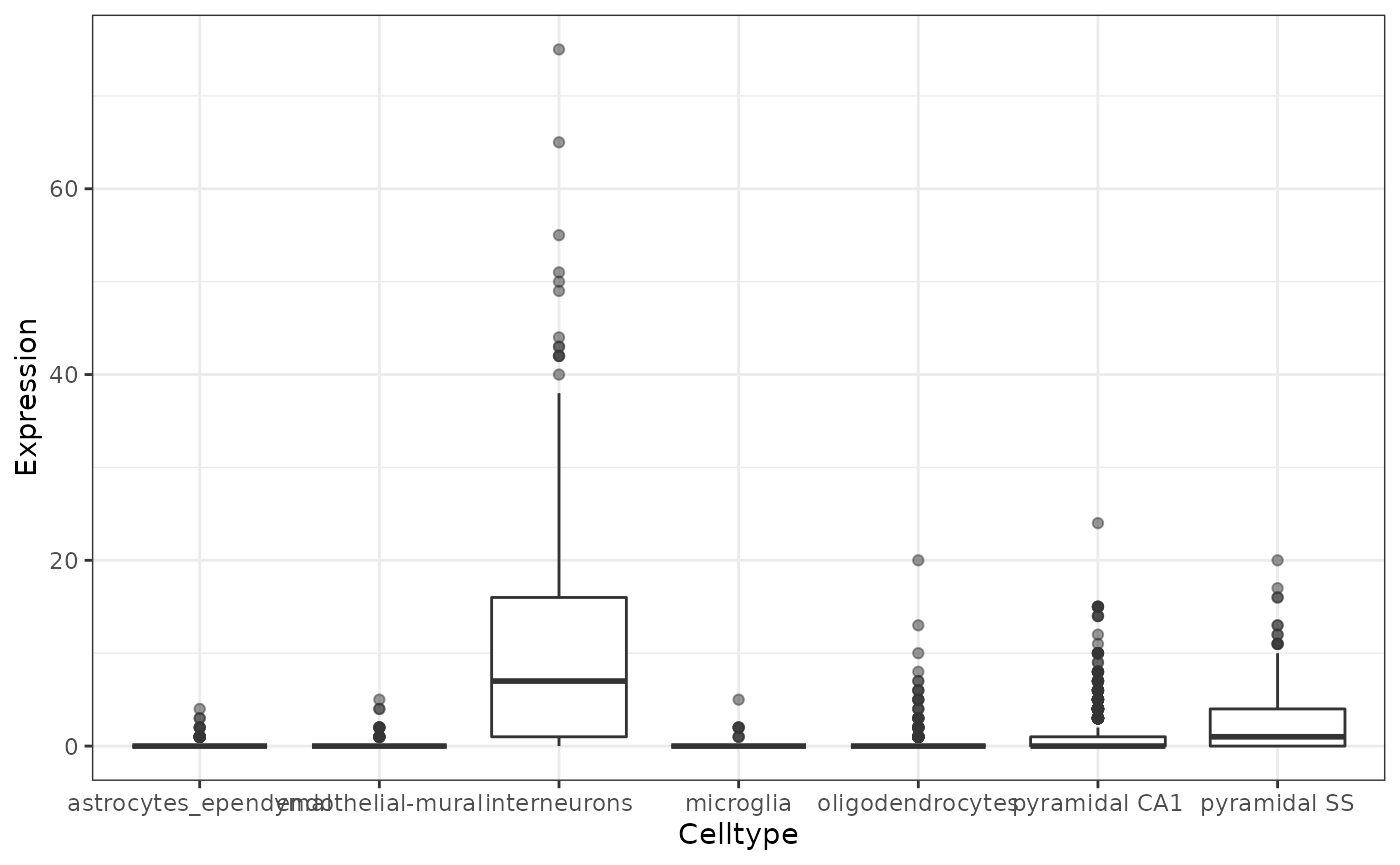 Expression
60
40
20
0
astrocytes_ependymal
endothelial-mural
interneurons
microglia
oligodendrocytes
pyramidal CA1
pyramidal SS
Celltype